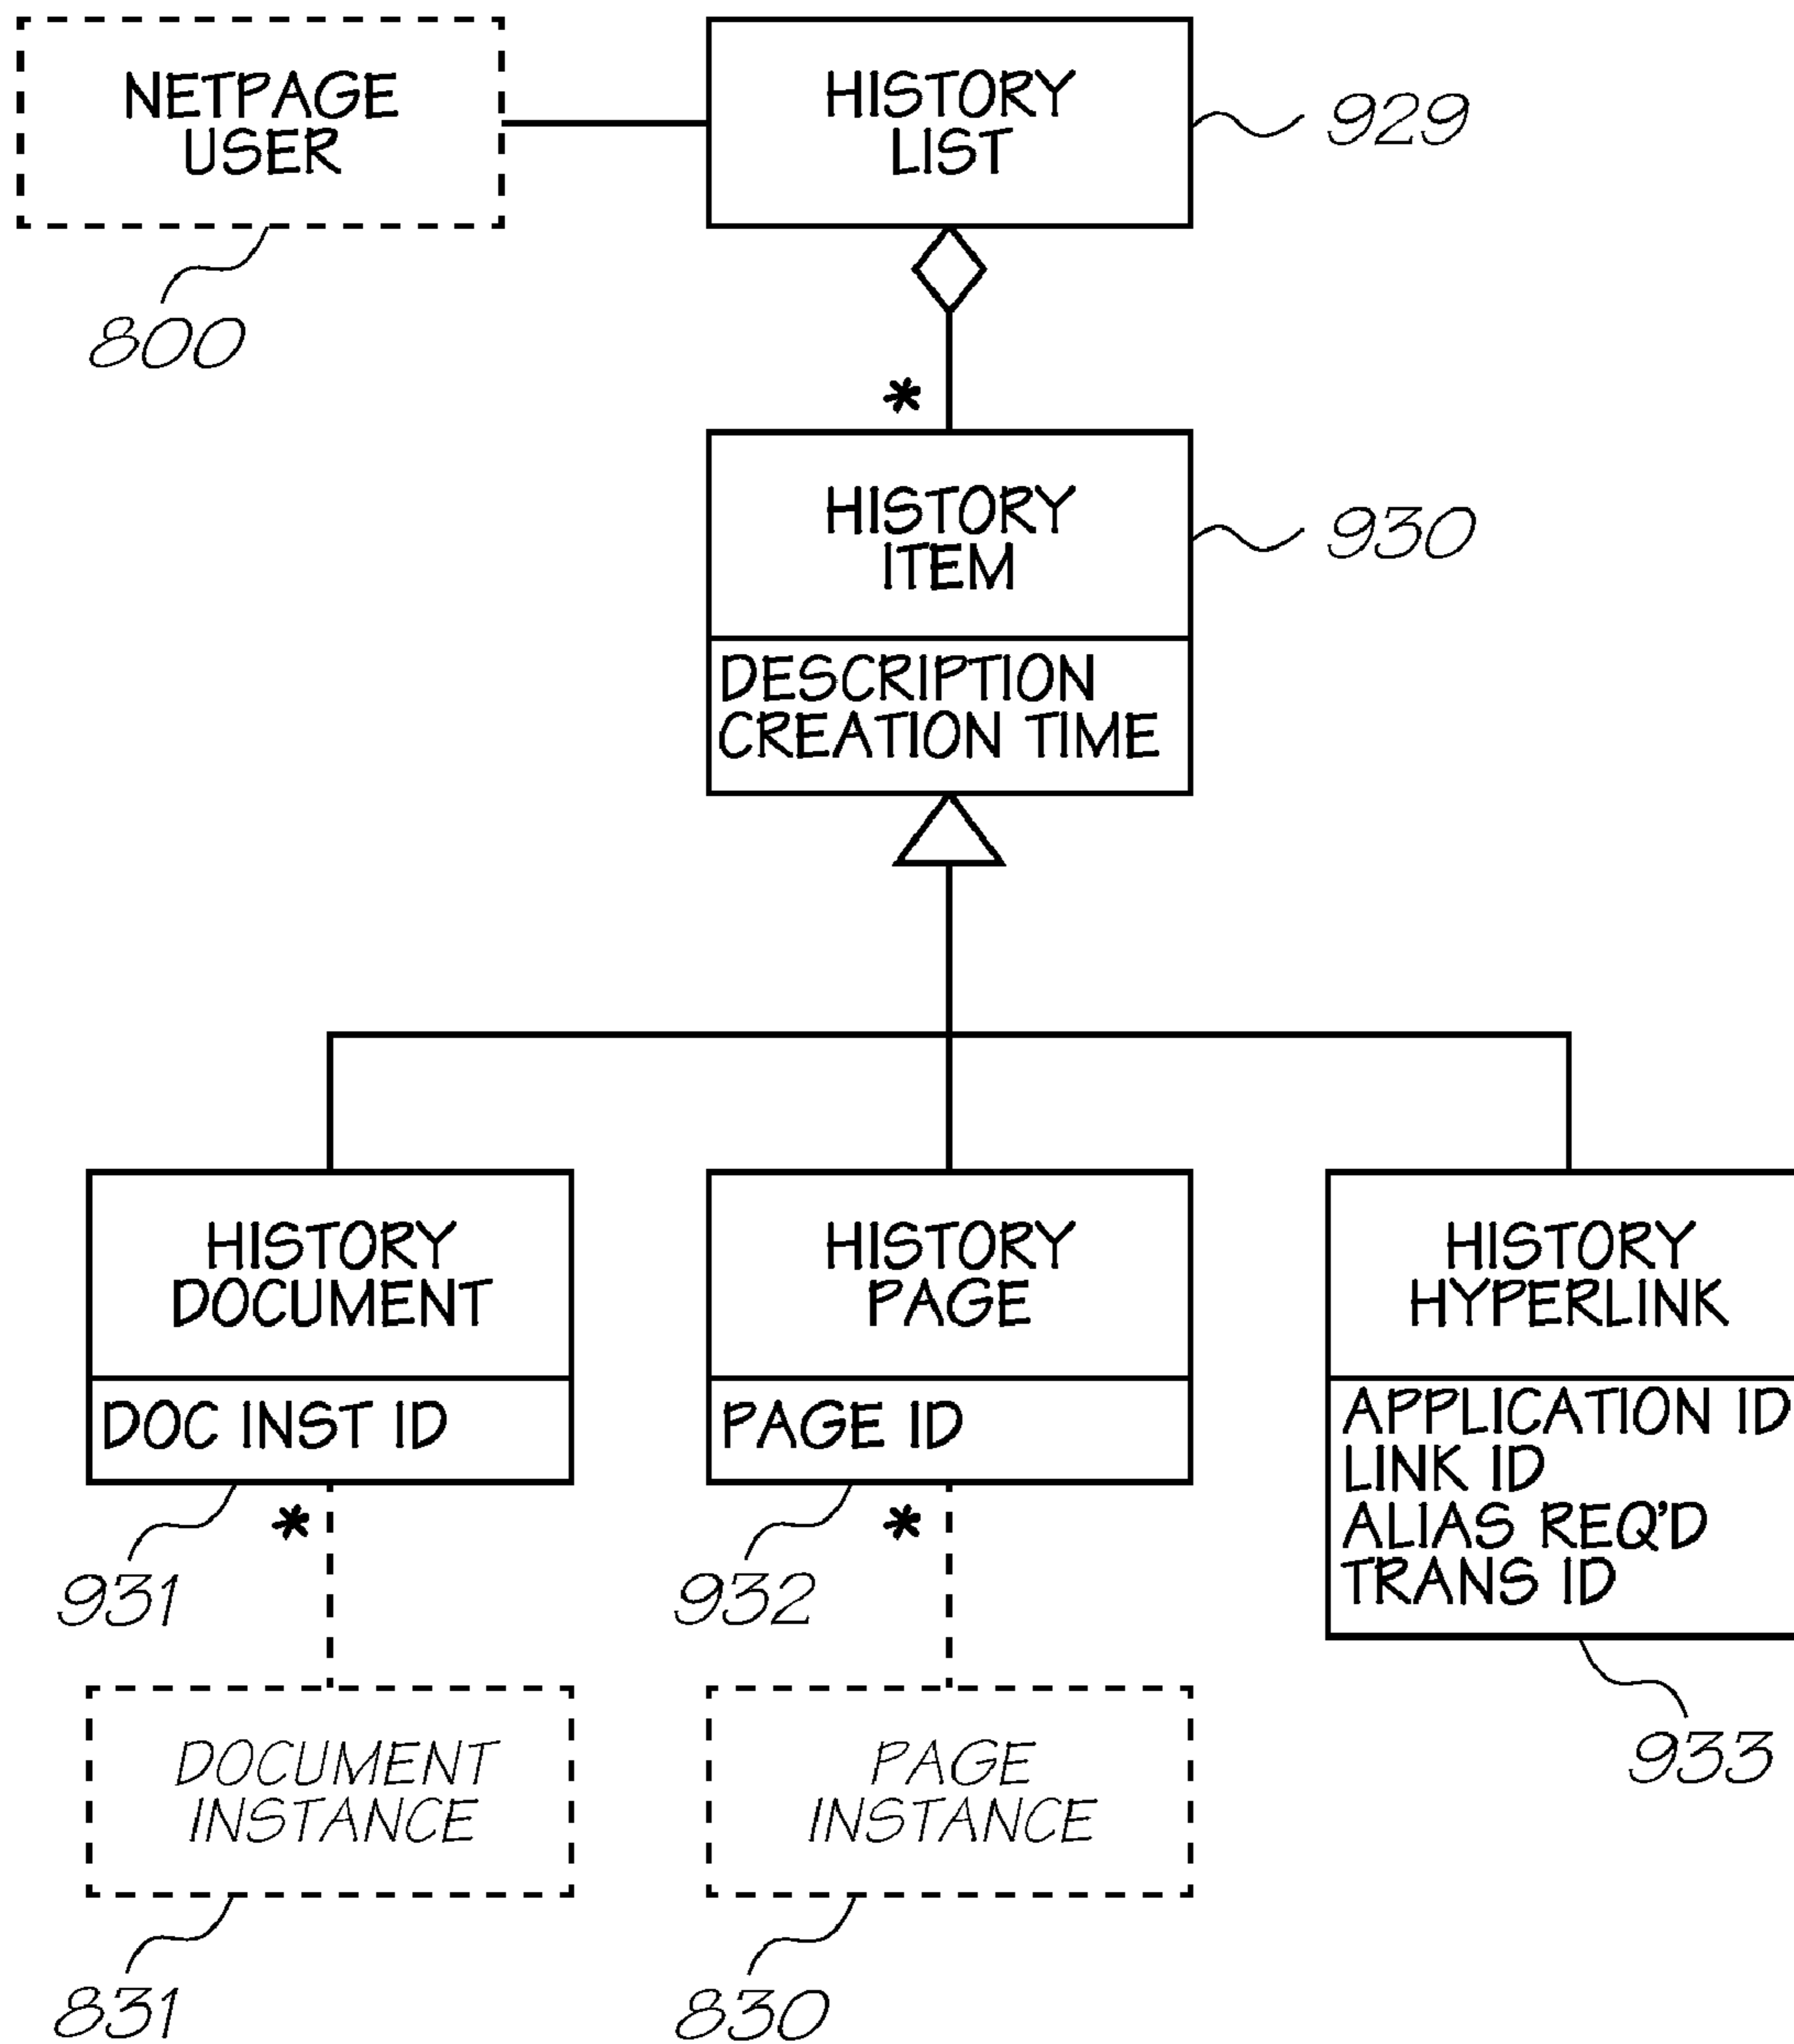 NETPAGE
USER
HISTORY
LIST
929
800
*
HISTORY
ITEM
930
DESCRIPTION
CREATION TIME
HISTORY
DOCUMENT
DOC INST ID
HISTORY
PAGE
PAGE ID
HISTORY
HYPERLINK
APPLICATION ID
LINK ID
ALIAS REQ'D
TRANS ID
*
*
931
932
933
DOCUMENT
INSTANCE
PAGE
INSTANCE
831
830